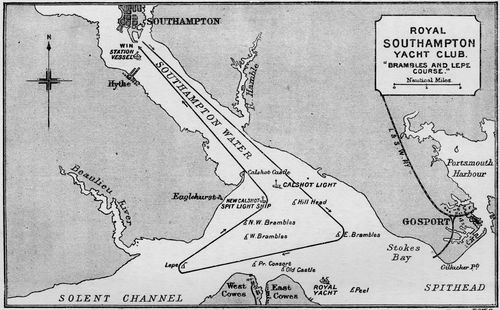 ROYAL
SOUTHAMPTON
YACHT CLUB.
"BRAMBLES AND LEPE
COURSE."
Nautical Miles.
SOUTHAMPTON
WIN
STATION
VESSEL
Hythe
SOUTHAMPTON WATER
R. Hamble
Beaulieu River
Calshot Castle
CALSHOT LIGHT
Eaglehurst
NEW CALSHOT
SPIT LIGHT SHIP
Hill Head
N.W. Brambles
W. Brambles
E. Brambles
Lepe
Pr. Consort
Old Castle
West
Cowes
East
Cowes
ROYAL
YACHT
Peel
Portsmouth
Harbour
L & S.W. Ry
GOSPORT
Stokes
Bay
Gilkicker Pt.
SOLENT CHANNEL
SPITHEAD